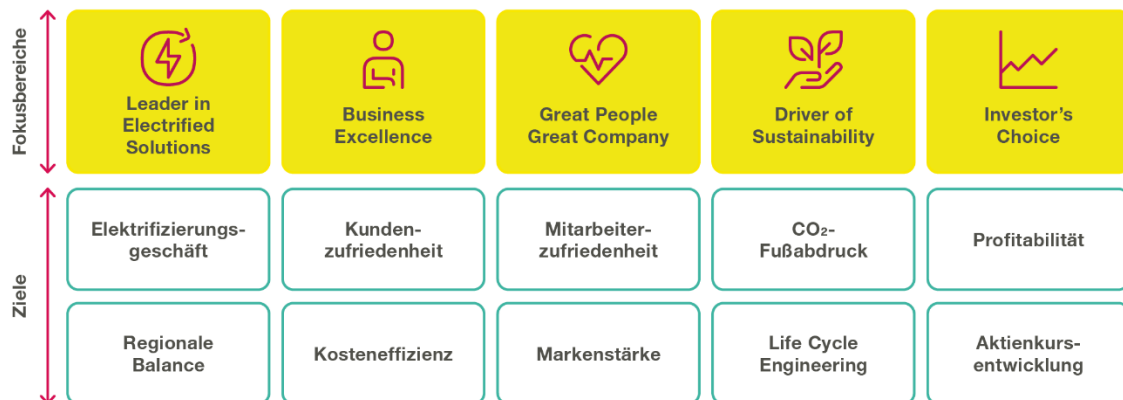 Fokusbereiche
Leader in
Electrified
Solutions
Business
Excellence
Great People
Great Company
Driver of
Sustainability
Investor’s
Choice
Ziele
Elektrifizierungs-
geschäft
Kunden-
zufriedenheit
Mitarbeiter-
zufriedenheit
CO₂-
Fußabdruck
Profitabilität
Regionale
Balance
Kosteneffizienz
Markenstärke
Life Cycle
Engineering
Aktienkurs-
entwicklung